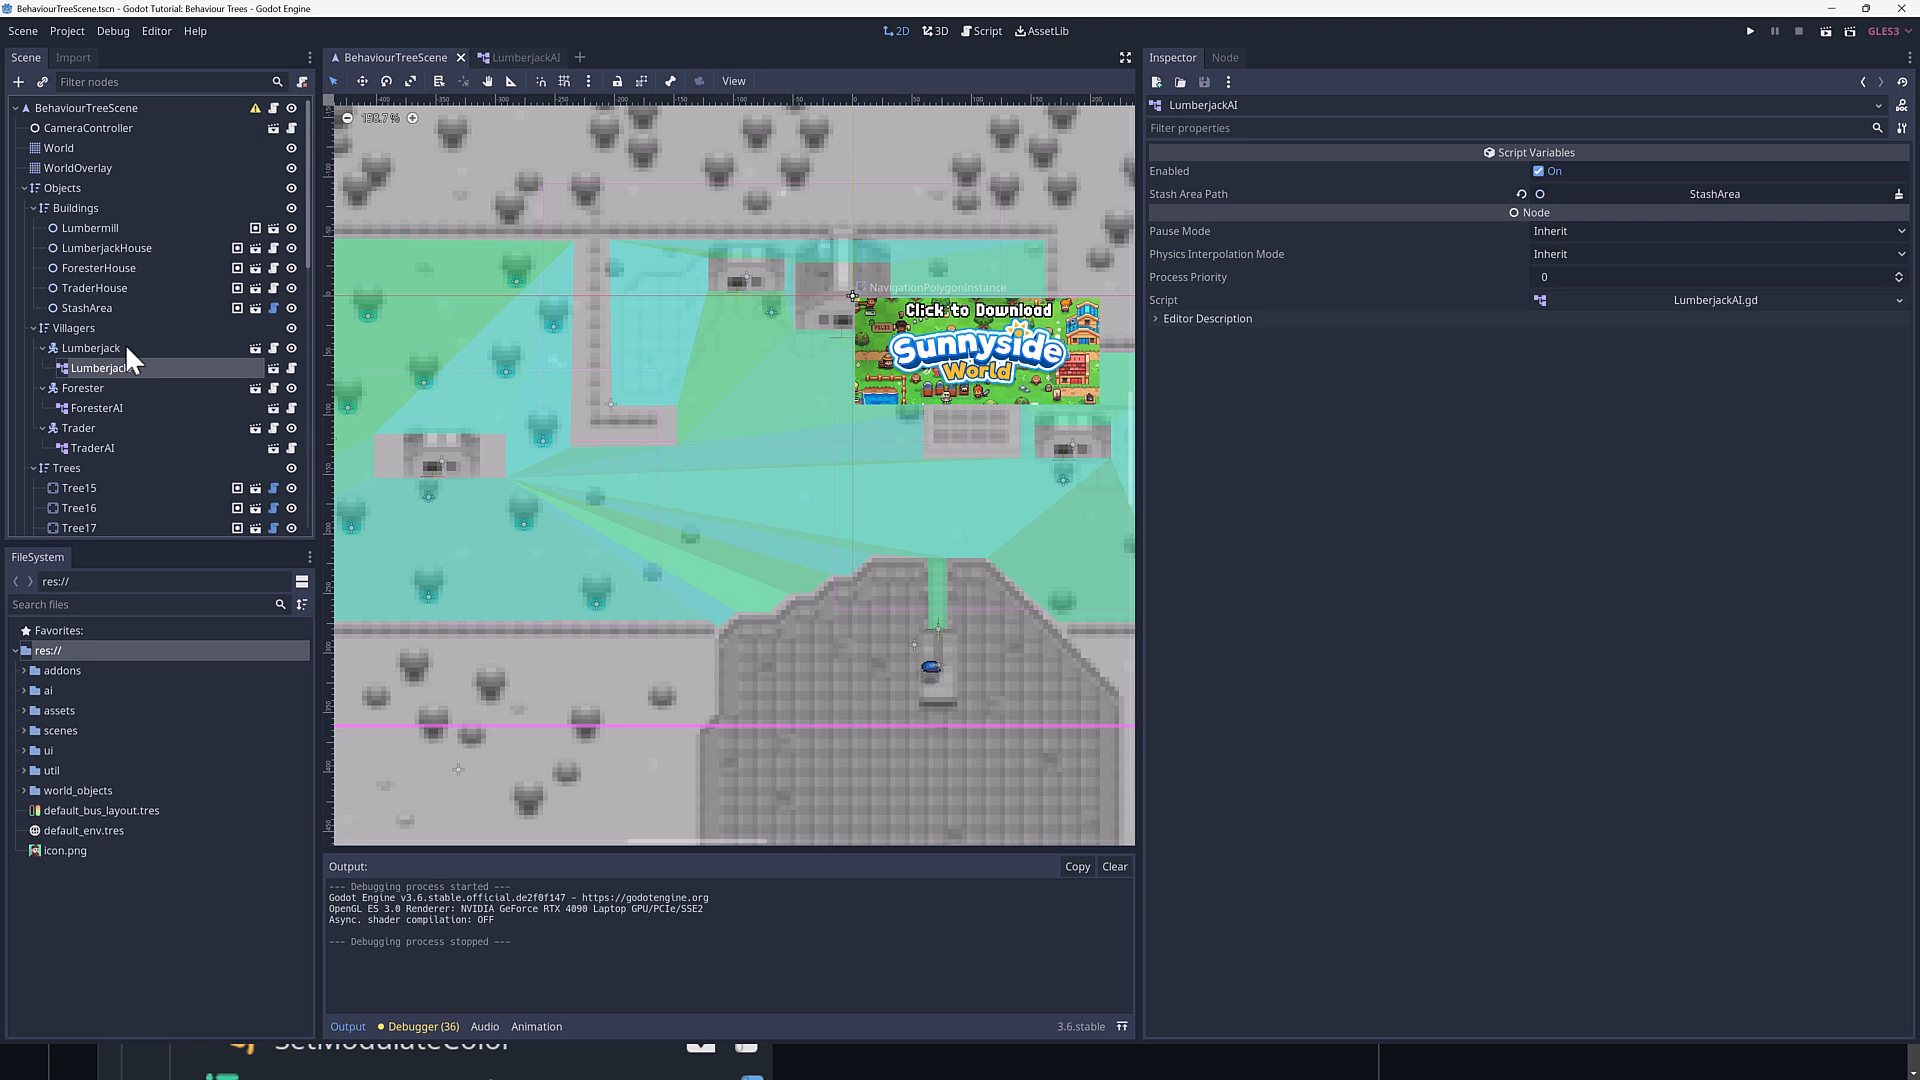 BehaviourTreeScene.tscn - Godot Tutorial: Behaviour Trees - Godot Engine
Scene Project Debug Editor Help
2D 3D Script AssetLib
GLES3
Scene Import
Filter nodes
BehaviourTreeScene
CameraController
World
WorldOverlay
Objects
Buildings
Lumbermill
LumberjackHouse
ForesterHouse
TraderHouse
StashArea
Villagers
Lumberjack
Lumberjack
Forester
ForesterAI
Trader
TraderAI
Trees
Tree15
Tree16
Tree17
FileSystem
res://
Search files
Favorites:
res://
addons
ai
assets
scenes
ui
util
world_objects
default_bus_layout.tres
default_env.tres
icon.png
BehaviourTreeScene LumberjackAI
View
158.7 %
NavigationPolygonInstance
Click to Download
Sunnyside
World
Output:
Copy Clear
--- Debugging process started ---
Godot Engine v3.6.stable.official.de2f0f147 - https://godotengine.org
OpenGL ES 3.0 Renderer: NVIDIA GeForce RTX 4090 Laptop GPU/PCIe/SSE2
Async. shader compilation: OFF
--- Debugging process stopped ---
Output Debugger (36) Audio Animation
3.6.stable
Inspector Node
LumberjackAI
Filter properties
Script Variables
Enabled On
Stash Area Path StashArea
Node
Pause Mode Inherit
Physics Interpolation Mode Inherit
Process Priority 0
Script LumberjackAI.gd
Editor Description
SetModulateColor